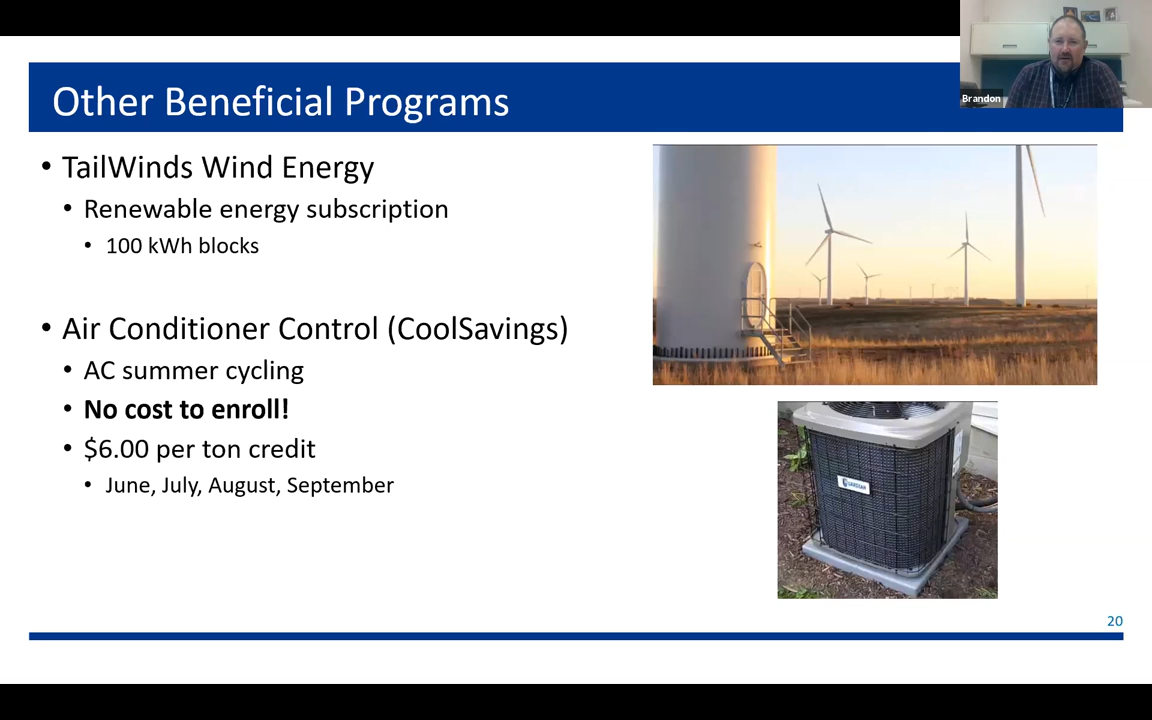 Other Beneficial Programs
Brandon
• TailWinds Wind Energy
• Renewable energy subscription
• 100 kWh blocks
• Air Conditioner Control (CoolSavings)
• AC summer cycling
• No cost to enroll!
• $6.00 per ton credit
• June, July, August, September
20